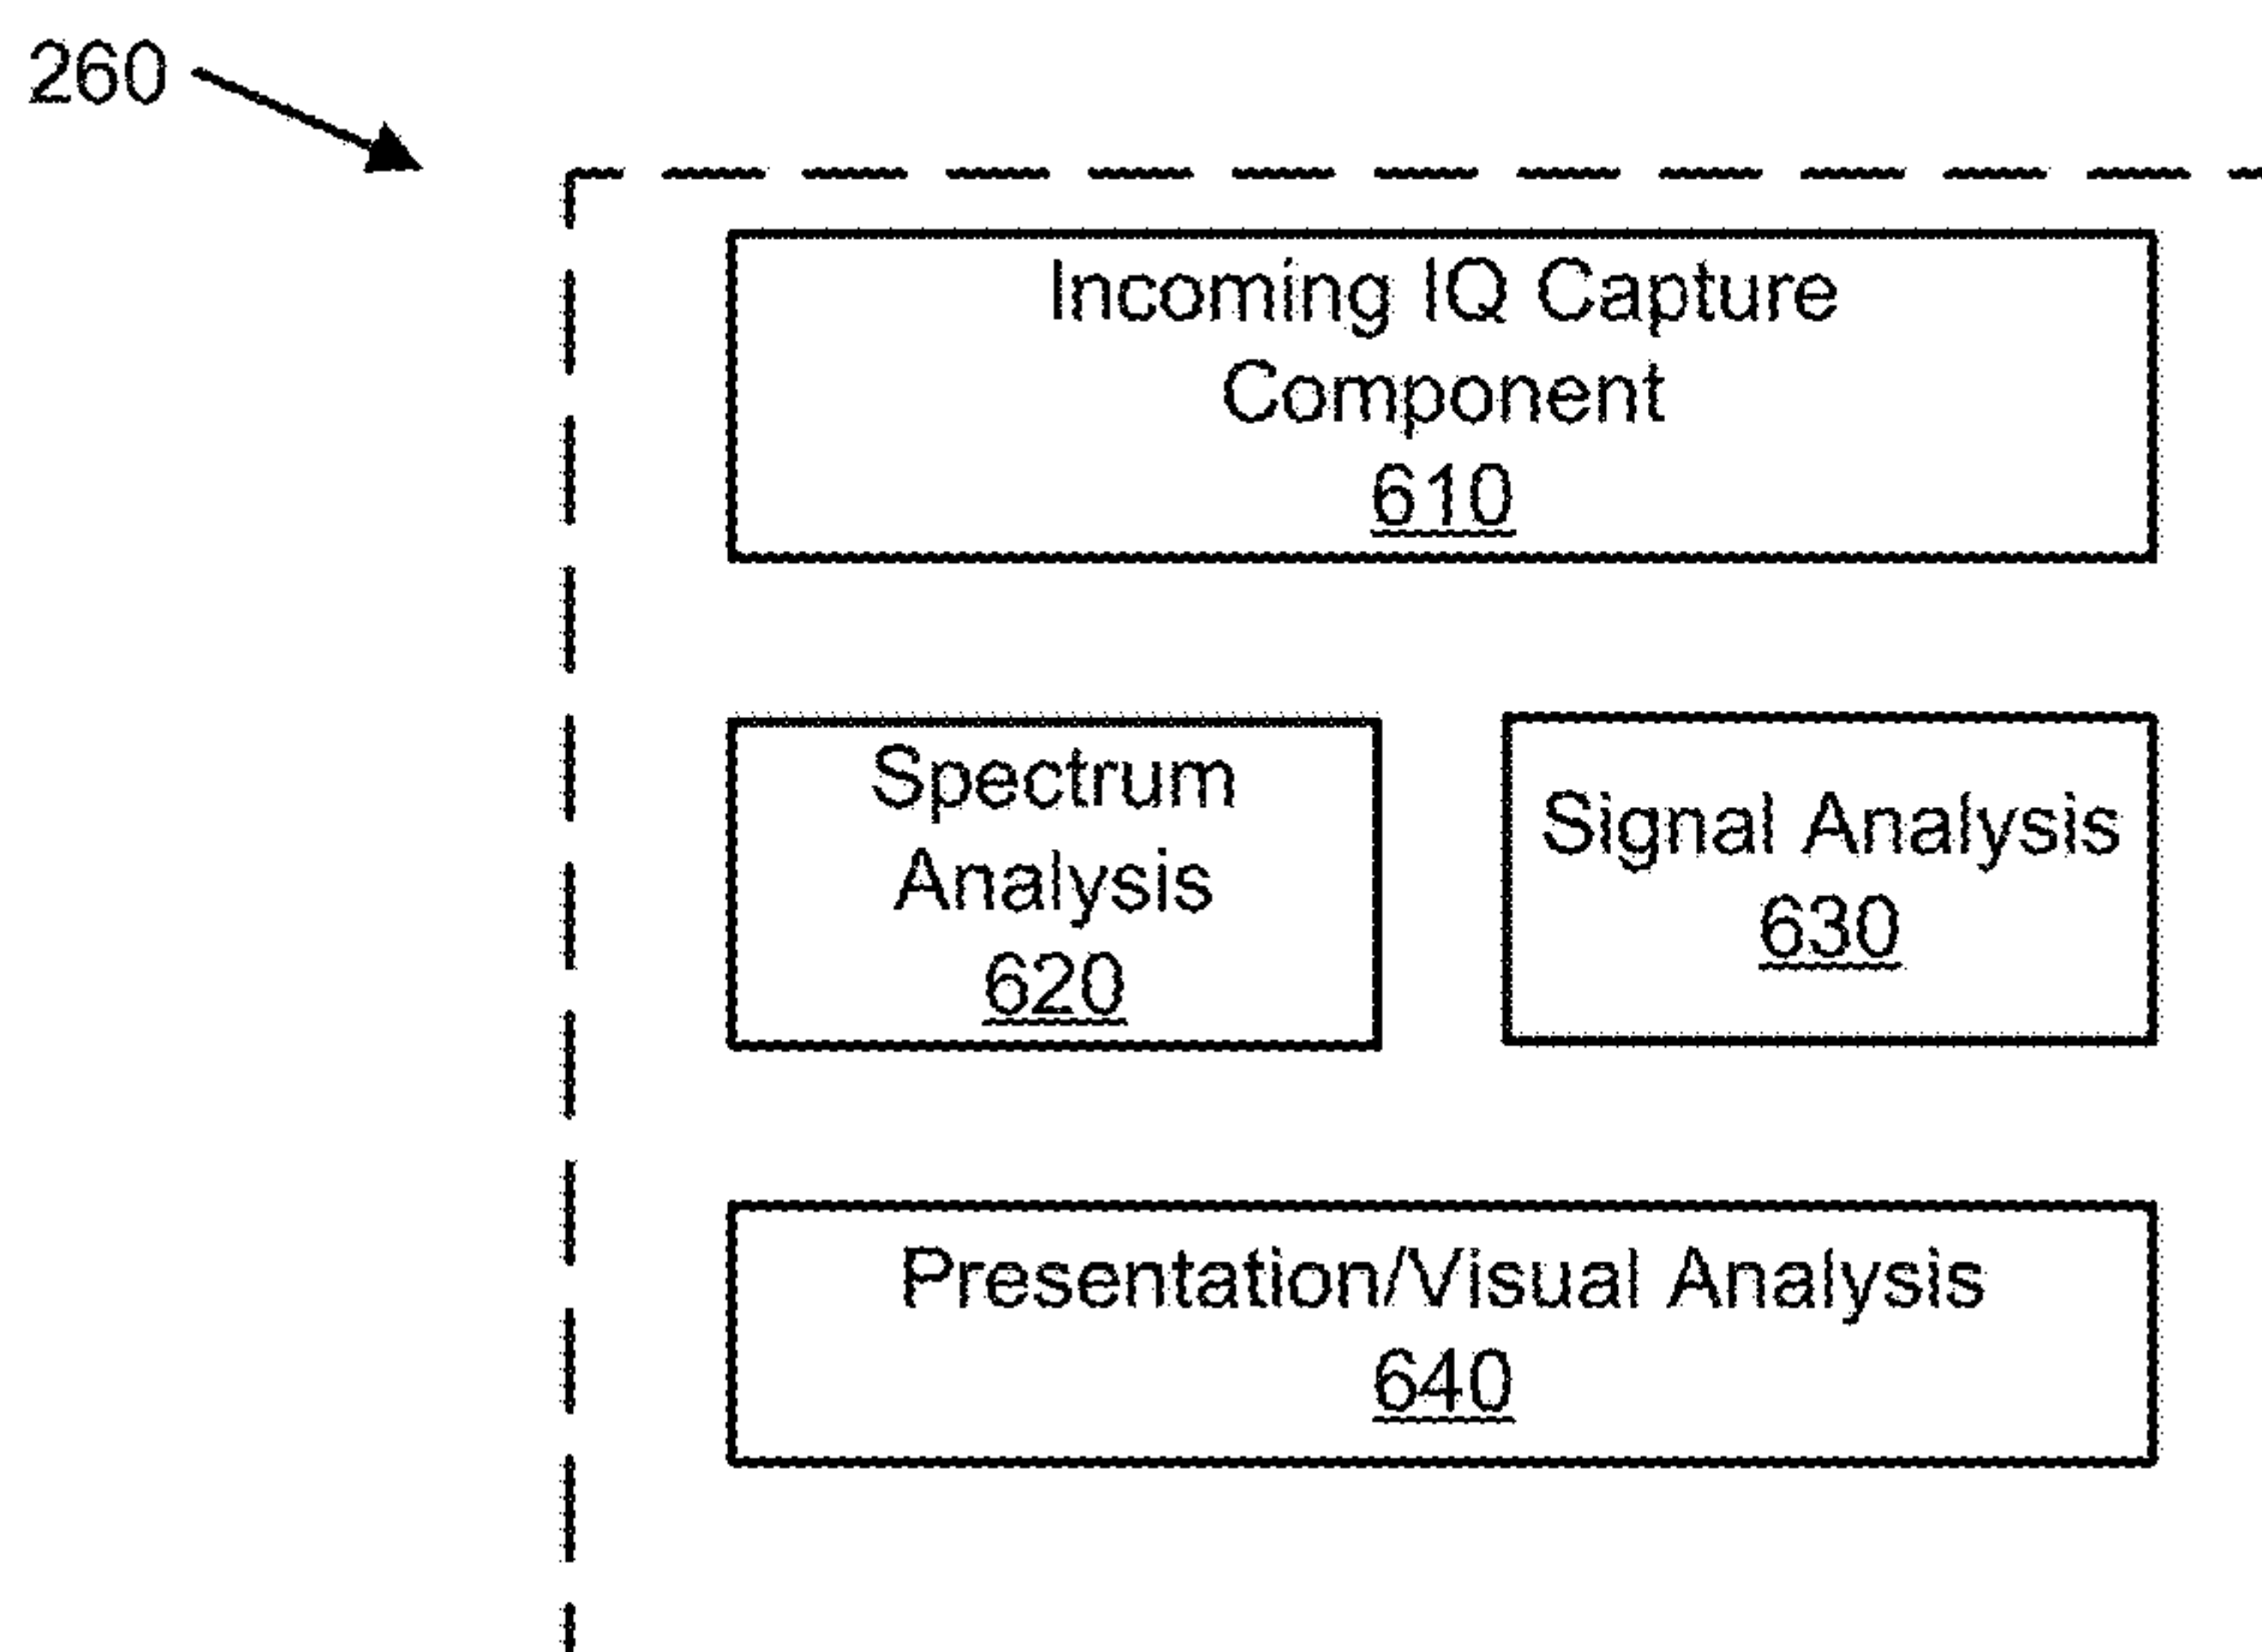 260
Incoming IQ Capture
Component
610
Spectrum
Analysis
620
Signal Analysis
630
Presentation/Visual Analysis
640